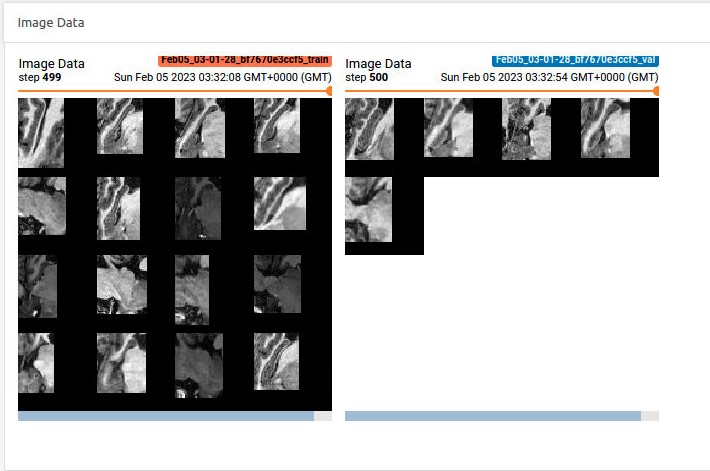 Image Data
Feb05_03-01-28_bf7670e3ccf5_train
Image Data
step 499 Sun Feb 05 2023 03:32:08 GMT+0000 (GMT)
Feb05_03-01-28_bf7670e3ccf5_val
Image Data
step 500 Sun Feb 05 2023 03:32:54 GMT+0000 (GMT)